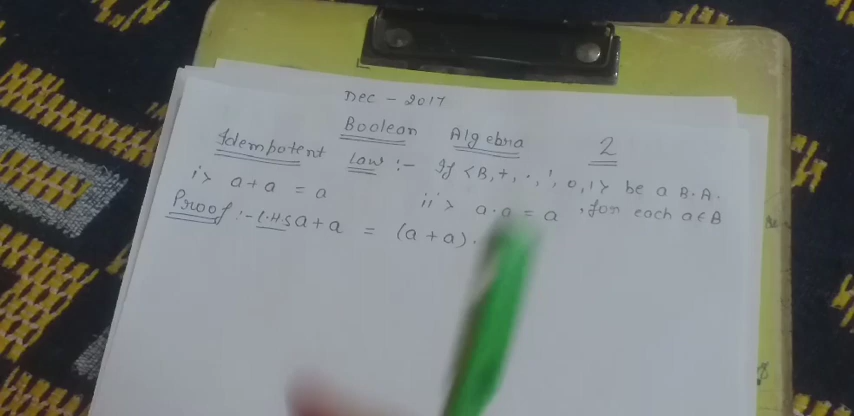 Dec - 2017
Boolean Algebra 2
Idempotent Law :- If <B, +, ·, ', 0, 1> be a B.A.
i> a + a = a ii> a · a = a , for each a ∈ B
Proof :- L.H.S a + a = (a + a) ·